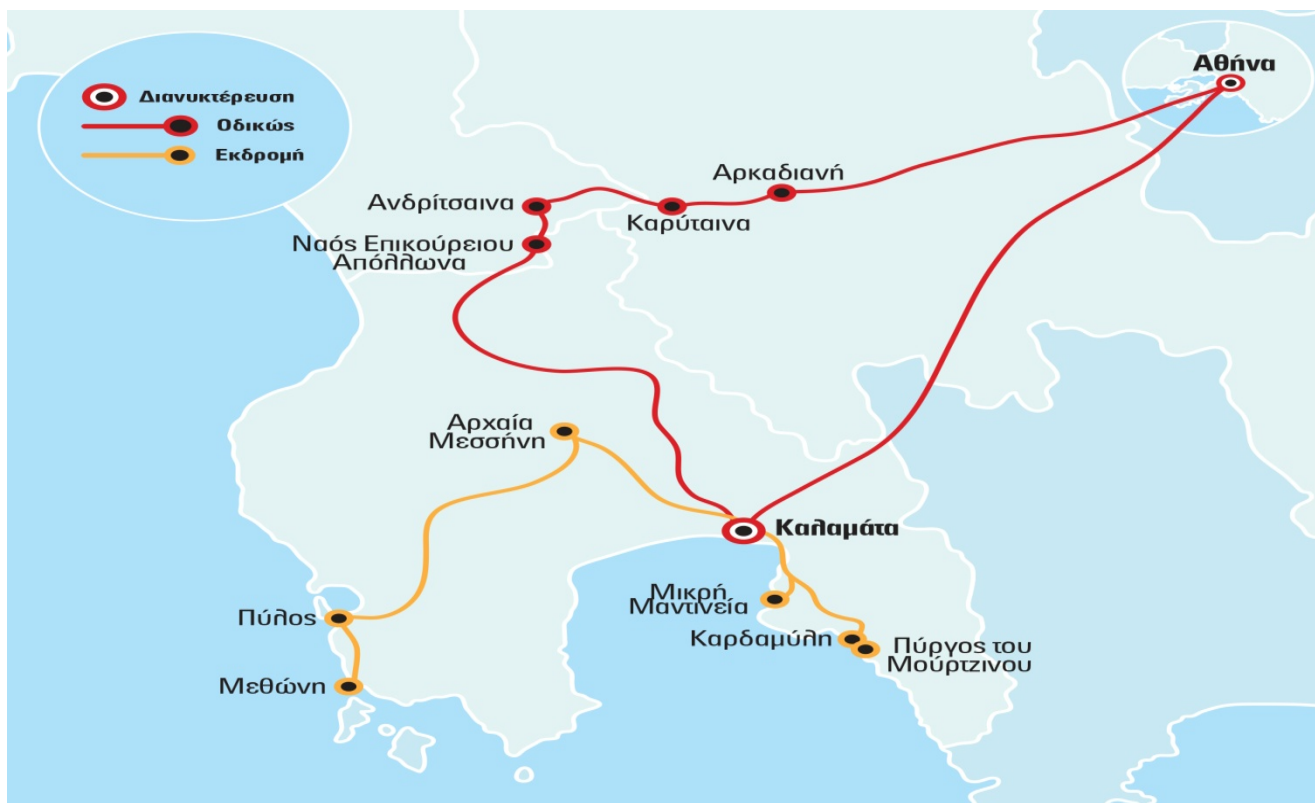 Αθήνα
Διανυκτέρευση
Οδικώς
Εκδρομή
Αρκαδιανή
Ανδρίτσαινα
Καρύταινα
Ναός Επικούρειου
Απόλλωνα
Αρχαία
Μεσσήνη
Καλαμάτα
Μικρή
Μαντινεία
Πύλος
Καρδαμύλη
Πύργος του
Μούρτζινου
Μεθώνη